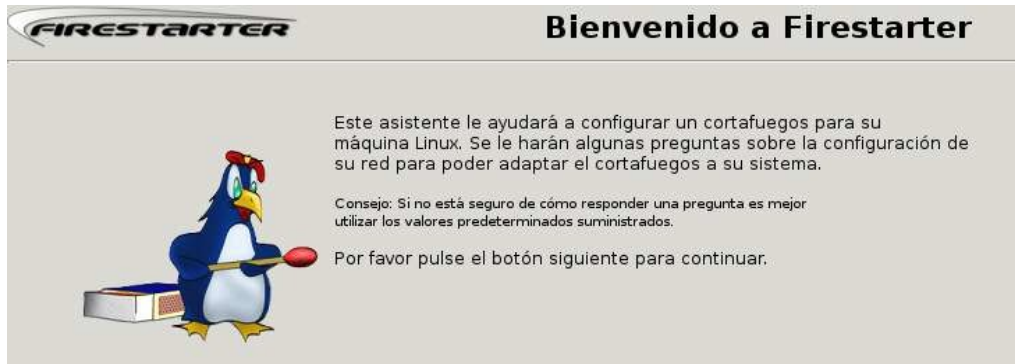 FIRESTARTER
Bienvenido a Firestarter
Este asistente le ayudará a configurar un cortafuegos para su
máquina Linux. Se le harán algunas preguntas sobre la configuración de
su red para poder adaptar el cortafuegos a su sistema.
Consejo: Si no está seguro de cómo responder una pregunta es mejor
utilizar los valores predeterminados suministrados.
Por favor pulse el botón siguiente para continuar.